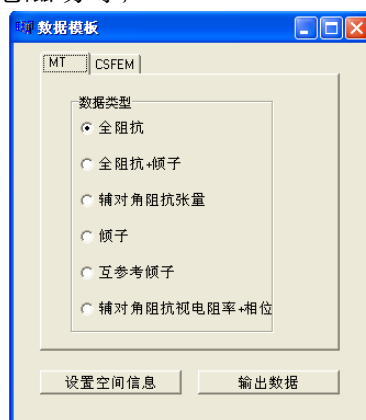 数据模板
MT
CSFEM
数据类型
全阻抗
全阻抗+倾子
辅对角阻抗张量
倾子
互参考倾子
辅对角阻抗视电阻率+相位
设置空间信息
输出数据